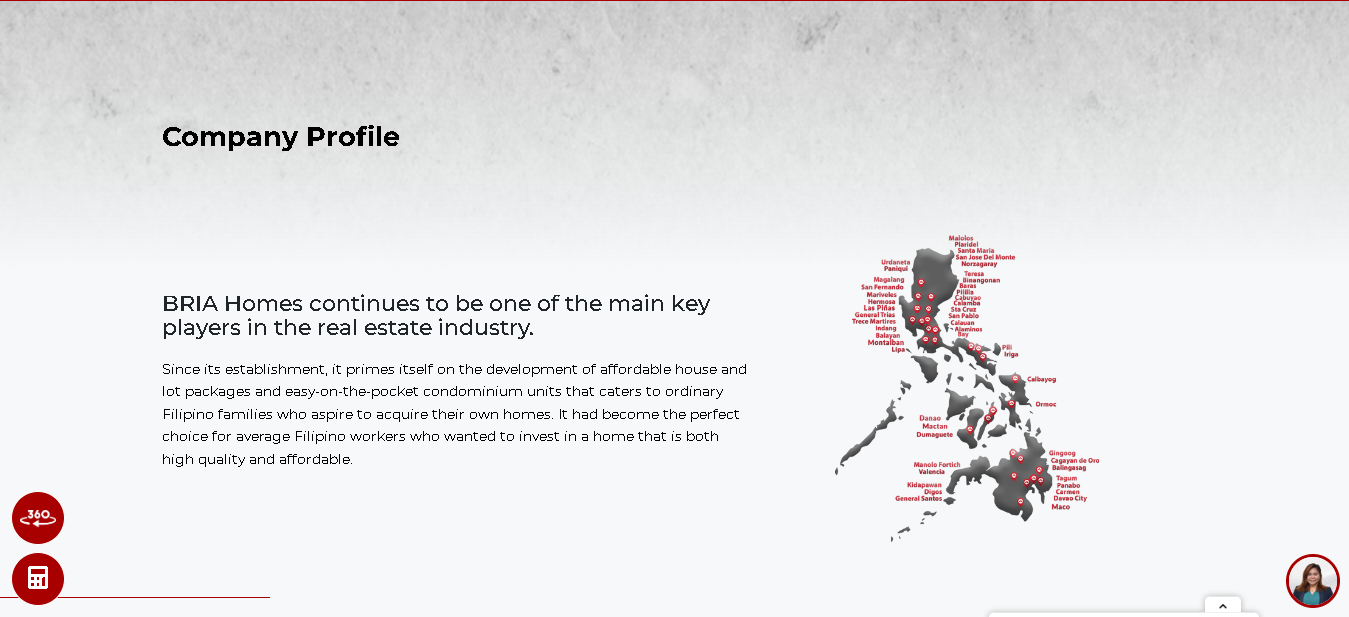 Company Profile
BRIA Homes continues to be one of the main key
players in the real estate industry.
Since its establishment, it primes itself on the development of affordable house and
lot packages and easy-on-the-pocket condominium units that caters to ordinary
Filipino families who aspire to acquire their own homes. It had become the perfect
choice for average Filipino workers who wanted to invest in a home that is both
high quality and affordable.
Malolos
Plaridel
Santa Maria
San Jose Del Monte
Norzagaray
Urdaneta
Paniqui
Teresa
Binangonan
Baras
Pililla
Cabuyao
Calamba
Sta Cruz
San Pablo
Calauan
Alaminos
Bay
Magalang
San Fernando
Mariveles
Hermosa
Las Piñas
General Trias
Trece Martires
Indang
Balayan
Montalban
Lipa
Pili
Iriga
Calbayog
Ormoc
Danao
Mactan
Dumaguete
Gingoog
Cagayan de Oro
Balingasag
Manolo Fortich
Valencia
Tagum
Panabo
Carmen
Davao City
Maco
Kidapawan
Digos
General Santos
360